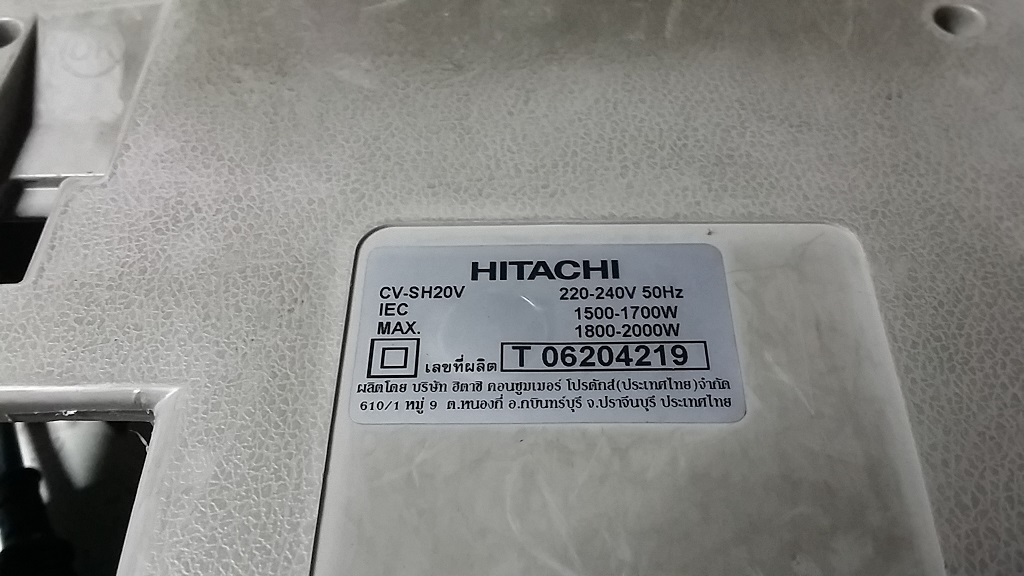 HITACHI
CV-SH20V 220-240V 50Hz
IEC 1500-1700W
MAX. 1800-2000W
เลขที่ผลิต T 06204219
ผลิตโดย บริษัท ฮิตาชิ คอนซูมเมอร์ โปรดักส์(ประเทศไทย)จำกัด
610/1 หมู่ 9 ต.หนองกี่ อ.กบินทร์บุรี จ.ปราจีนบุรี ประเทศไทย